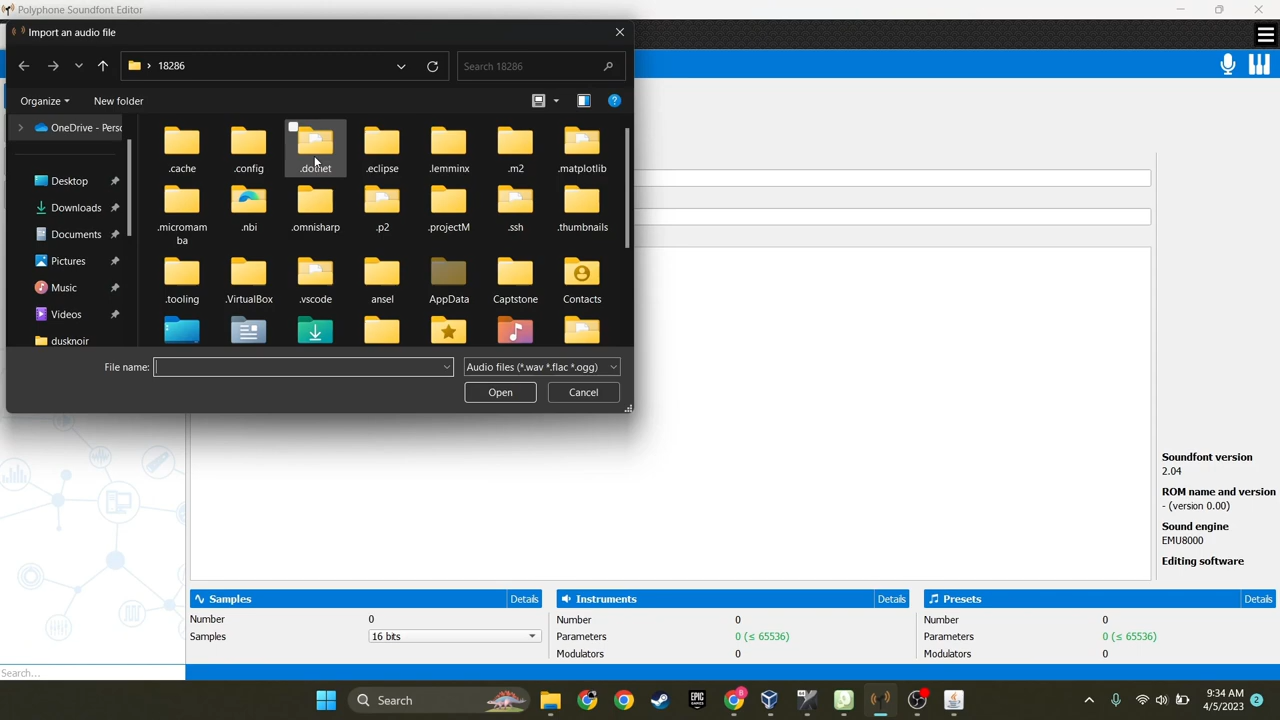 Polyphone Soundfont Editor
Import an audio file
18286
Search 18286
Organize
New folder
OneDrive - Perso
Desktop
Downloads
Documents
Pictures
Music
Videos
dusknoir
.cache
.config
.dotnet
.eclipse
.lemminx
.m2
.matplotlib
.micromam
ba
.nbi
.omnisharp
.p2
.projectM
.ssh
.thumbnails
.tooling
.VirtualBox
.vscode
ansel
AppData
Captstone
Contacts
File name:
Audio files (*.wav *.flac *.ogg)
Open
Cancel
Soundfont version
2.04
ROM name and version
- (version 0.00)
Sound engine
EMU8000
Editing software
Samples
Details
Number
0
Samples
16 bits
Instruments
Details
Number
0
Parameters
0 (≤ 65536)
Modulators
0
Presets
Details
Number
0
Parameters
0 (≤ 65536)
Modulators
0
Search...
Search
9:34 AM
4/5/2023
2